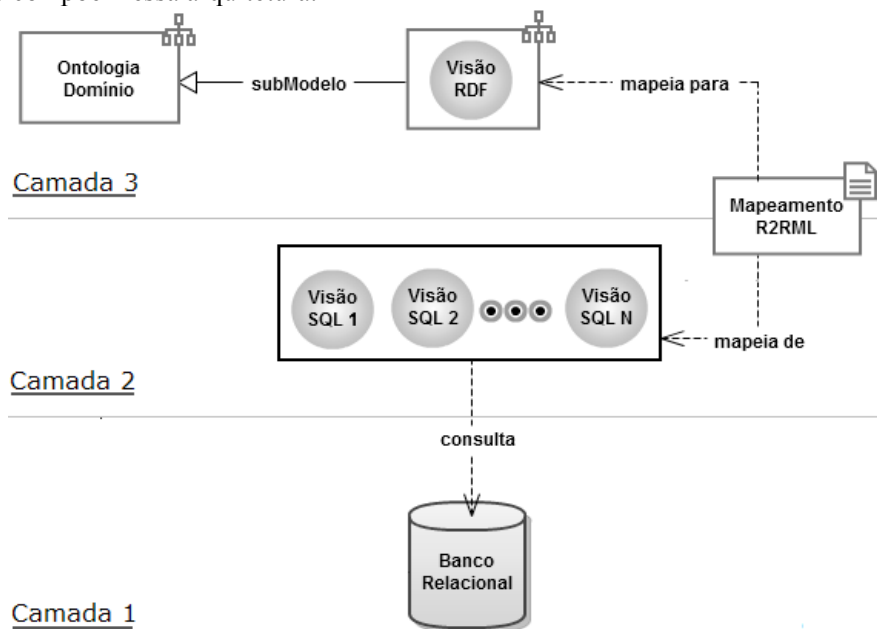 Ontologia
Domínio
subModelo
Visão
RDF
mapeia para
Camada 3
Mapeamento
R2RML
Visão
SQL 1
Visão
SQL 2
Visão
SQL N
mapeia de
Camada 2
consulta
Banco
Relacional
Camada 1